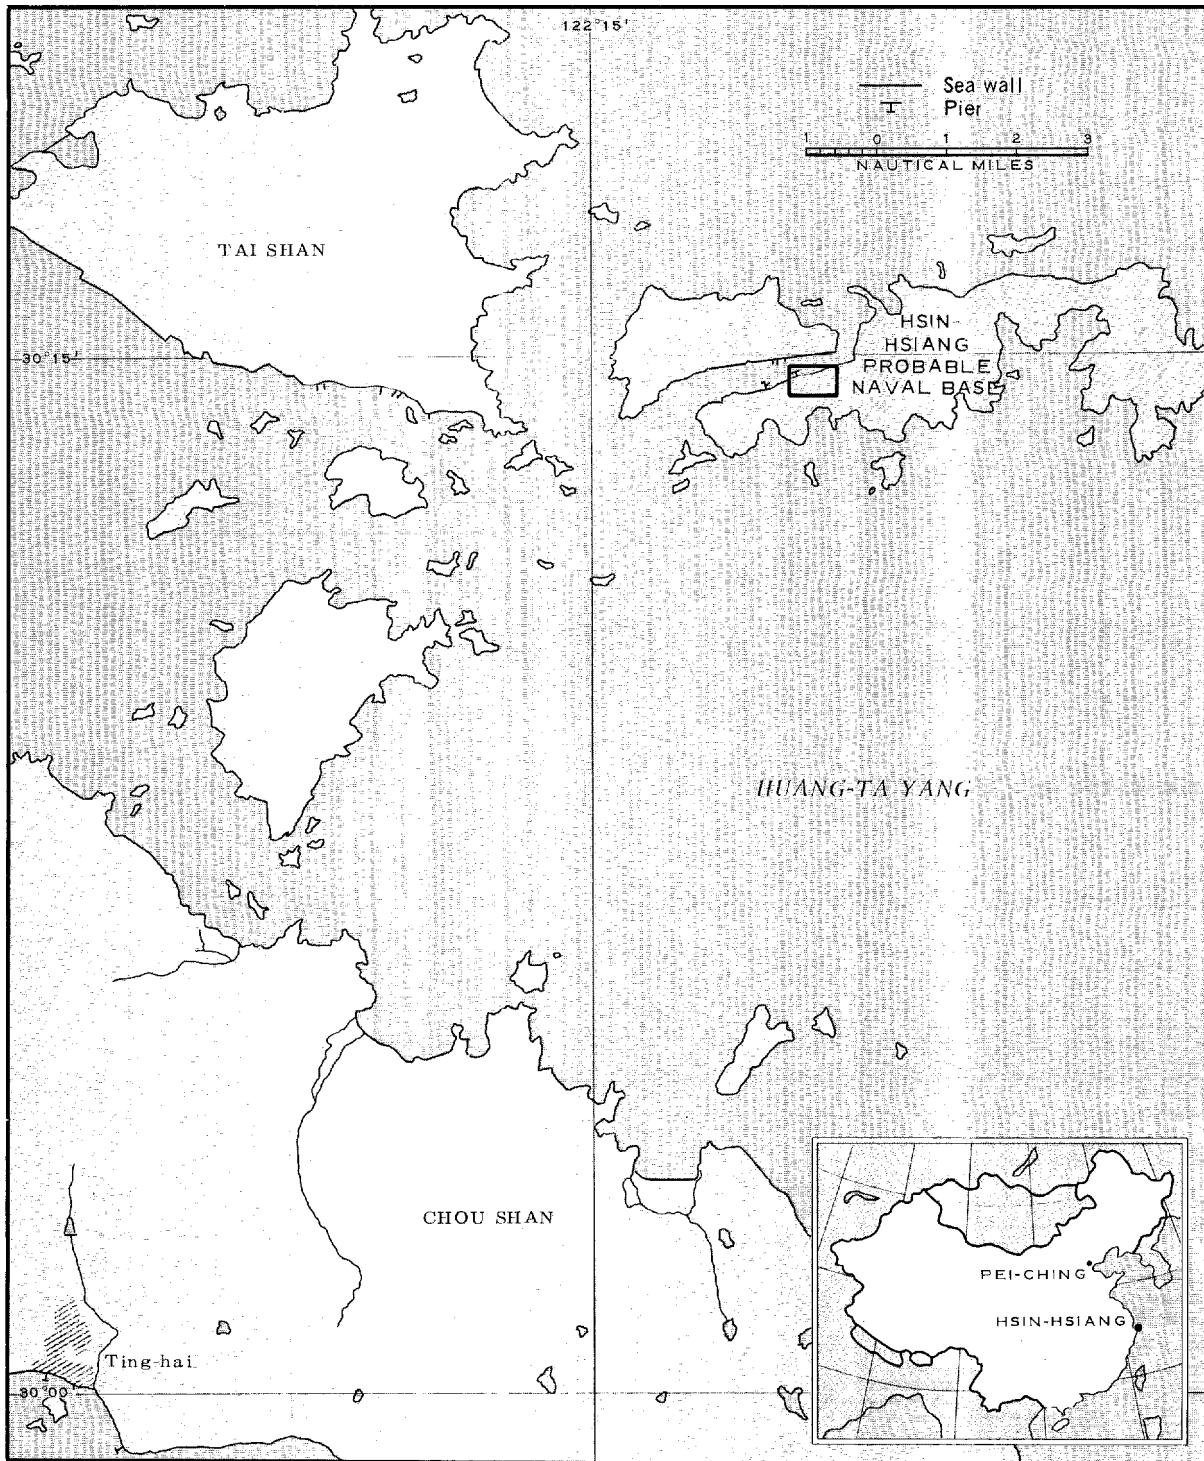 122°15'
Sea wall
Pier
1 0 1 2 3
NAUTICAL MILES
TAI SHAN
30°15'
HSIN-
HSIANG
PROBABLE
NAVAL BASE
HUANG-TA YANG
CHOU SHAN
PEI-CHING
HSIN-HSIANG
Ting-hai
30°00'